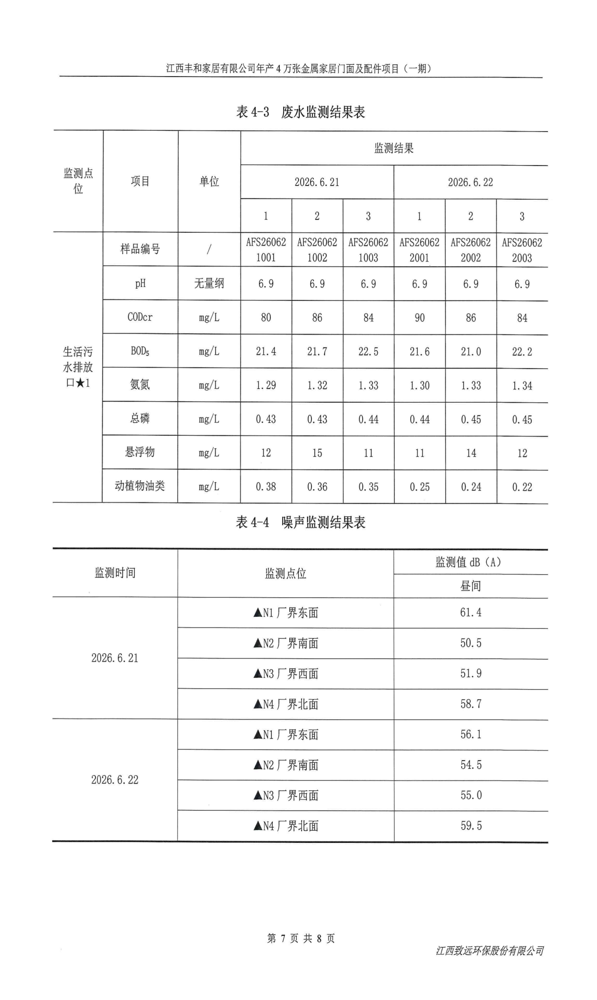 江西丰和家居有限公司年产 4 万张金属家居门面及配件项目（一期）
表 4-3 废水监测结果表
监测点位 项目 单位 监测结果
2026.6.21 2026.6.22
1 2 3 1 2 3
生活污水排放口★1
样品编号 / AFS260621001 AFS260621002 AFS260621003 AFS260622001 AFS260622002 AFS260622003
pH 无量纲 6.9 6.9 6.9 6.9 6.9 6.9
CODcr mg/L 80 86 84 90 86 84
BOD₅ mg/L 21.4 21.7 22.5 21.6 21.0 22.2
氨氮 mg/L 1.29 1.32 1.33 1.30 1.33 1.34
总磷 mg/L 0.43 0.43 0.44 0.44 0.45 0.45
悬浮物 mg/L 12 15 11 11 14 12
动植物油类 mg/L 0.38 0.36 0.35 0.25 0.24 0.22
表 4-4 噪声监测结果表
监测时间 监测点位 监测值 dB（A）
昼间
2026.6.21
▲N1 厂界东面 61.4
▲N2 厂界南面 50.5
▲N3 厂界西面 51.9
▲N4 厂界北面 58.7
2026.6.22
▲N1 厂界东面 56.1
▲N2 厂界南面 54.5
▲N3 厂界西面 55.0
▲N4 厂界北面 59.5
第 7 页 共 8 页
江西致远环保股份有限公司